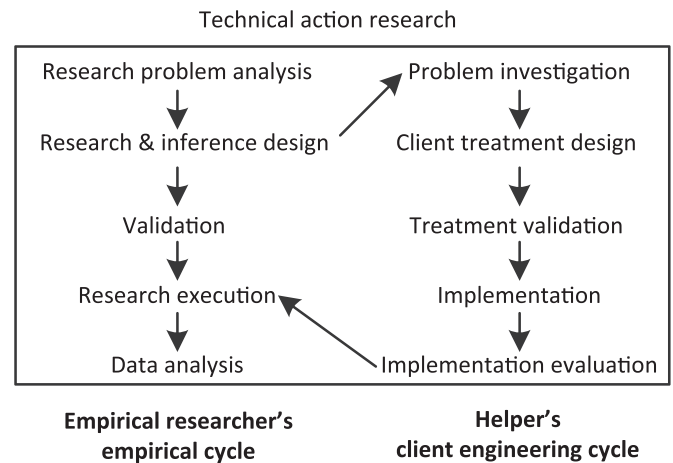 Technical action research
Research problem analysis
Problem investigation
Research & inference design
Client treatment design
Validation
Treatment validation
Research execution
Implementation
Data analysis
Implementation evaluation
Empirical researcher’s
empirical cycle
Helper’s
client engineering cycle